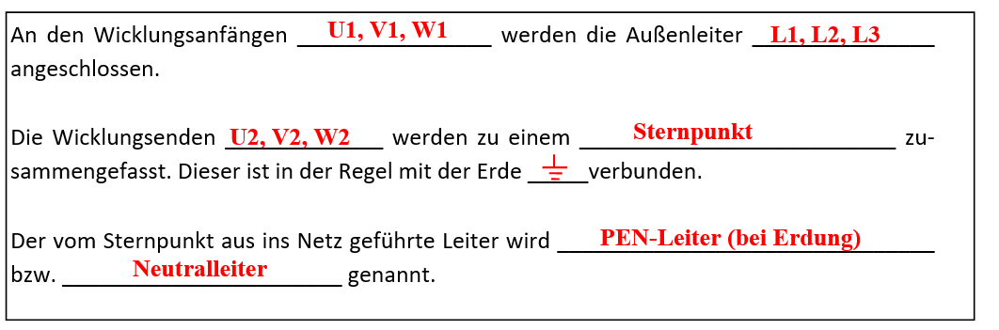 An den Wicklungsanfängen U1, V1, W1 werden die Außenleiter L1, L2, L3
angeschlossen.
Die Wicklungsenden U2, V2, W2 werden zu einem Sternpunkt zu-
sammengefasst. Dieser ist in der Regel mit der Erde verbunden.
Der vom Sternpunkt aus ins Netz geführte Leiter wird PEN-Leiter (bei Erdung)
bzw. Neutralleiter genannt.